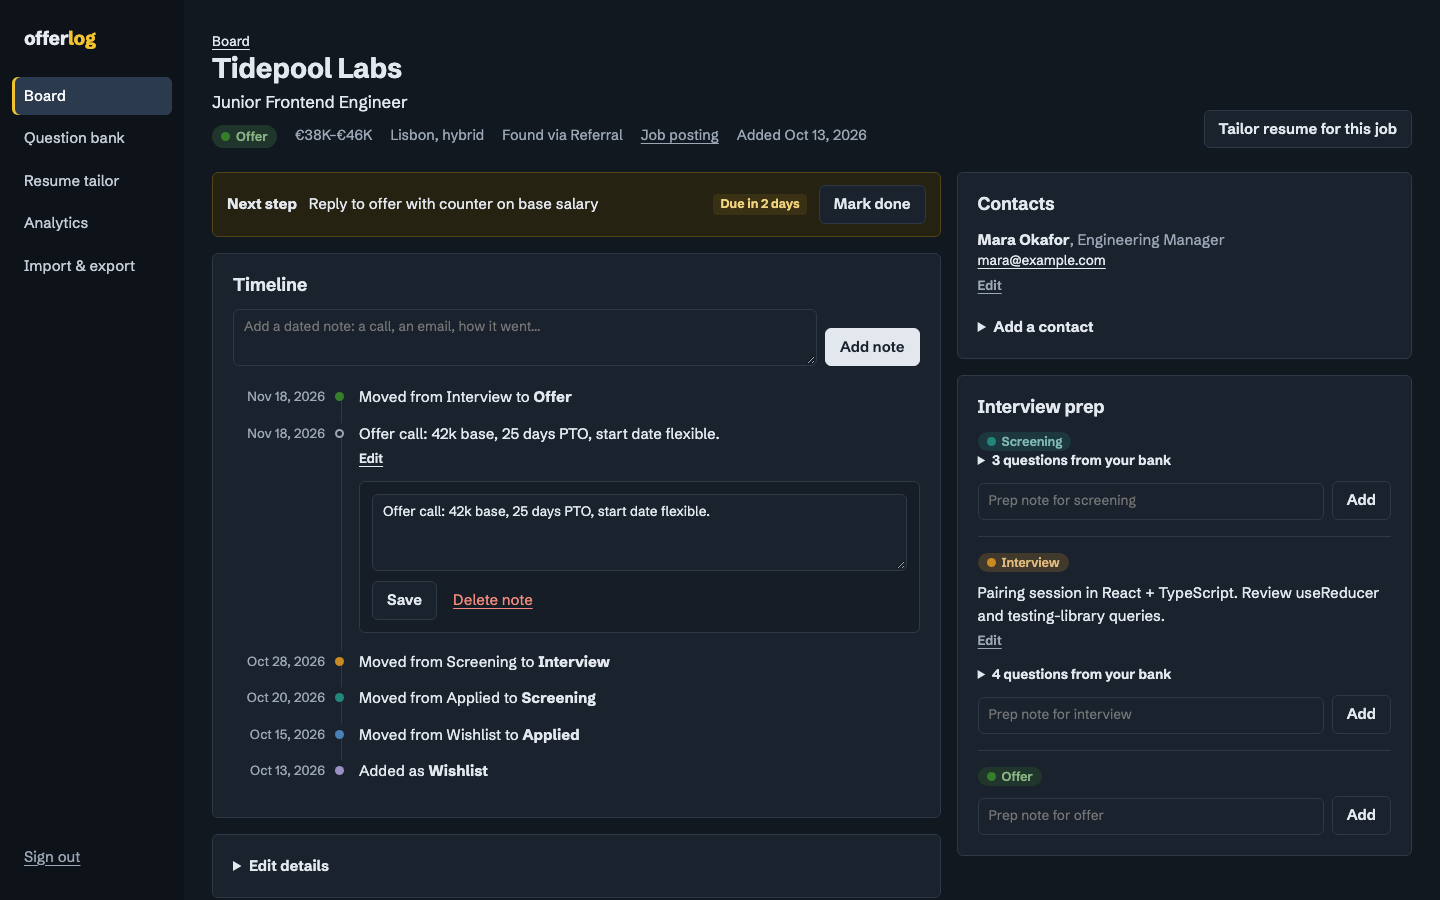 offerlog
Board
Question bank
Resume tailor
Analytics
Import & export
Sign out
Board
Tidepool Labs
Junior Frontend Engineer
Offer €38K–€46K Lisbon, hybrid Found via Referral Job posting Added Oct 13, 2026
Tailor resume for this job
Next step Reply to offer with counter on base salary Due in 2 days Mark done
Timeline
Add a dated note: a call, an email, how it went...
Add note
Nov 18, 2026 Moved from Interview to Offer
Nov 18, 2026 Offer call: 42k base, 25 days PTO, start date flexible.
Edit
Offer call: 42k base, 25 days PTO, start date flexible.
Save Delete note
Oct 28, 2026 Moved from Screening to Interview
Oct 20, 2026 Moved from Applied to Screening
Oct 15, 2026 Moved from Wishlist to Applied
Oct 13, 2026 Added as Wishlist
Edit details
Contacts
Mara Okafor, Engineering Manager
mara@example.com
Edit
Add a contact
Interview prep
Screening
3 questions from your bank
Prep note for screening Add
Interview
Pairing session in React + TypeScript. Review useReducer
and testing-library queries.
Edit
4 questions from your bank
Prep note for interview Add
Offer
Prep note for offer Add